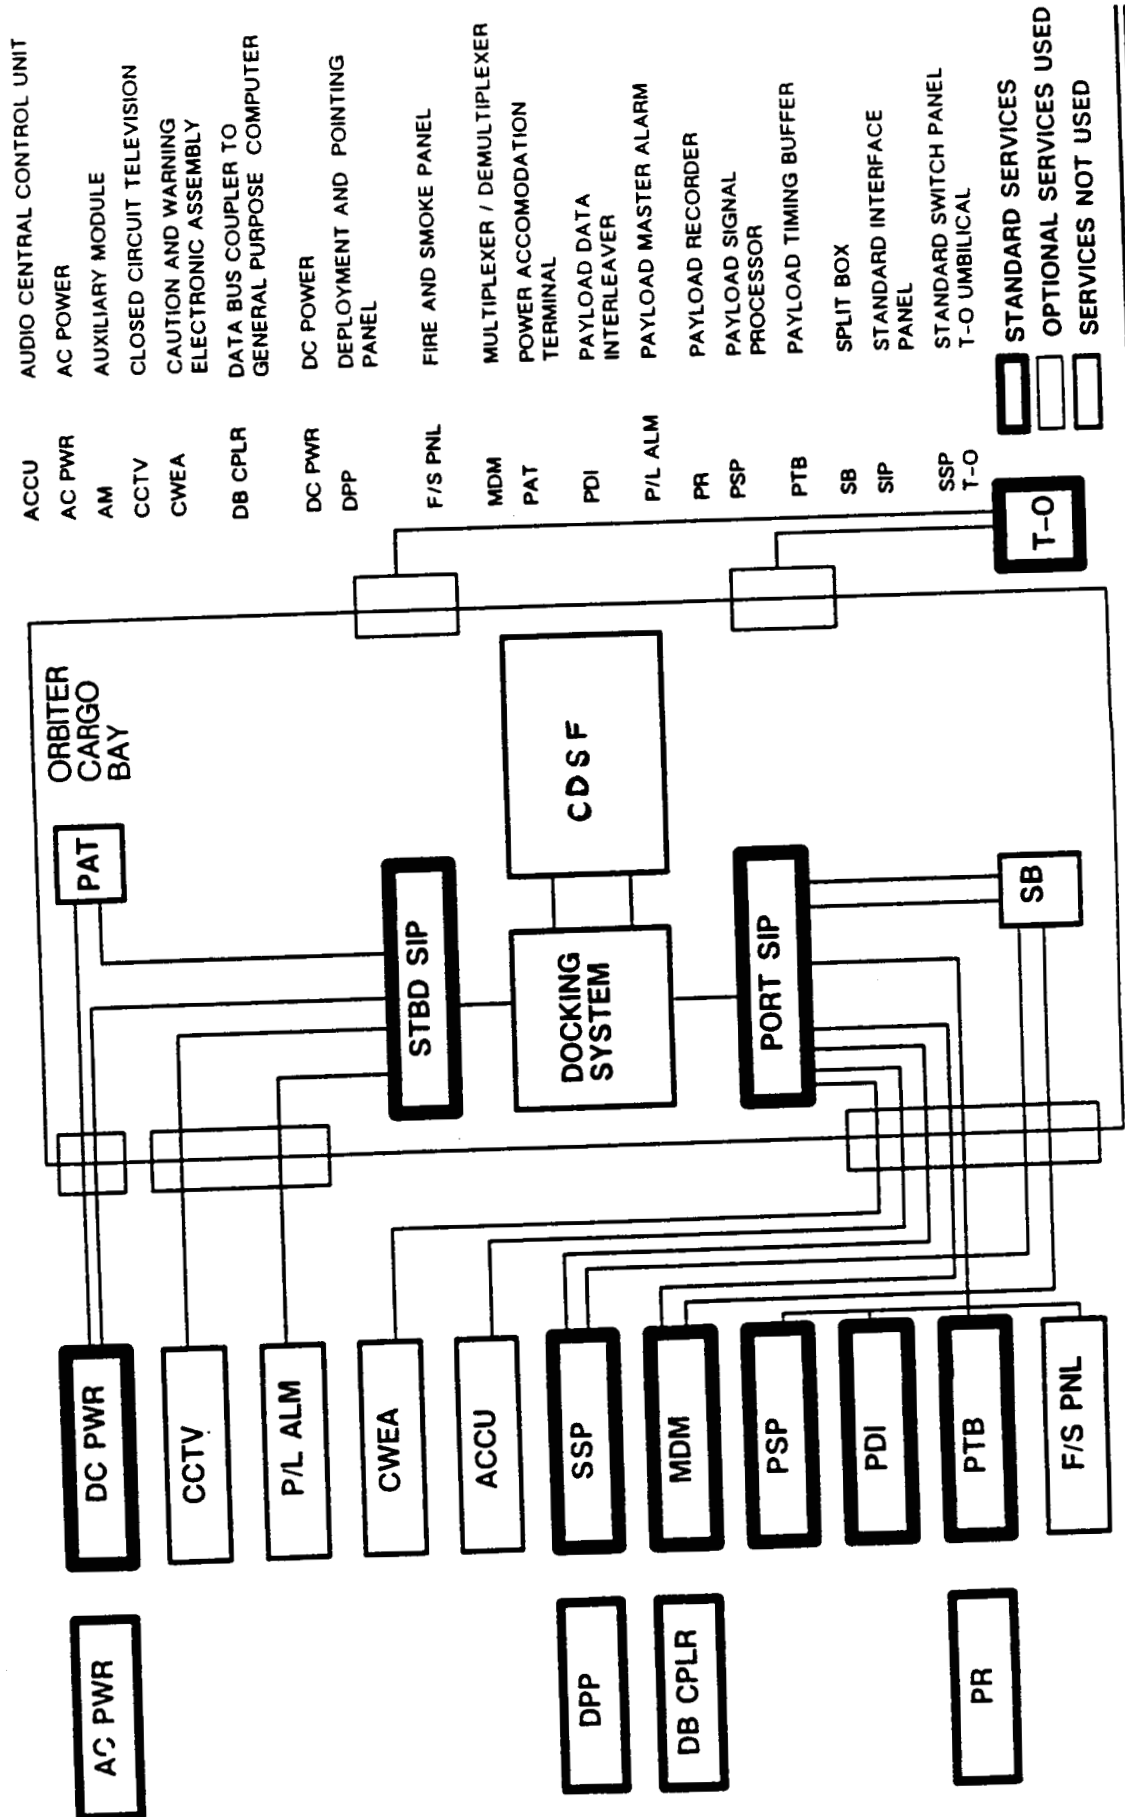 AC PWR
DPP
DB CPLR
PR
DC PWR
CCTV
P/L ALM
CWEA
ACCU
SSP
MDM
PSP
PDI
PTB
F/S PNL
ORBITER
CARGO
BAY
PAT
STBD SIP
DOCKING
SYSTEM
CDSF
PORT SIP
SB
T-O
ACCU AUDIO CENTRAL CONTROL UNIT
AC PWR AC POWER
AM AUXILIARY MODULE
CCTV CLOSED CIRCUIT TELEVISION
CWEA CAUTION AND WARNING
ELECTRONIC ASSEMBLY
DB CPLR DATA BUS COUPLER TO
GENERAL PURPOSE COMPUTER
DC PWR DC POWER
DPP DEPLOYMENT AND POINTING
PANEL
F/S PNL FIRE AND SMOKE PANEL
MDM MULTIPLEXER / DEMULTIPLEXER
PAT POWER ACCOMODATION
TERMINAL
PDI PAYLOAD DATA
INTERLEAVER
P/L ALM PAYLOAD MASTER ALARM
PR PAYLOAD RECORDER
PSP PAYLOAD SIGNAL
PROCESSOR
PTB PAYLOAD TIMING BUFFER
SB SPLIT BOX
SIP STANDARD INTERFACE
PANEL
SSP STANDARD SWITCH PANEL
T-O T-O UMBILICAL
STANDARD SERVICES
OPTIONAL SERVICES USED
SERVICES NOT USED